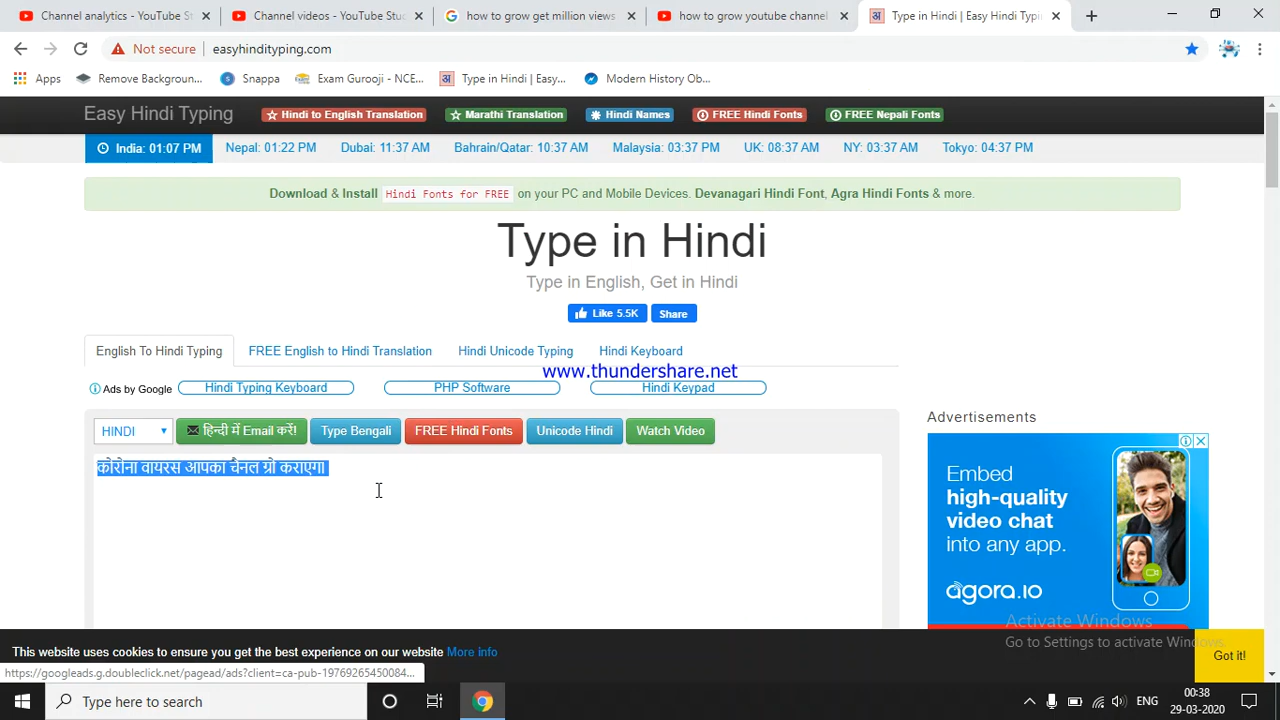 Channel analytics - YouTube St
Channel videos - YouTube Stu
how to grow get million views
how to grow youtube channel
Type in Hindi | Easy Hindi Typi
Not secure | easyhindityping.com
Apps
Remove Background...
Snappa
Exam Gurooji - NCE...
Type in Hindi | Easy...
Modern History Ob...
Easy Hindi Typing
Hindi to English Translation
Marathi Translation
Hindi Names
FREE Hindi Fonts
FREE Nepali Fonts
India: 01:07 PM
Nepal: 01:22 PM
Dubai: 11:37 AM
Bahrain/Qatar: 10:37 AM
Malaysia: 03:37 PM
UK: 08:37 AM
NY: 03:37 AM
Tokyo: 04:37 PM
Download & Install Hindi Fonts for FREE on your PC and Mobile Devices. Devanagari Hindi Font, Agra Hindi Fonts & more.
Type in Hindi
Type in English, Get in Hindi
Like 5.5K
Share
English To Hindi Typing
FREE English to Hindi Translation
Hindi Unicode Typing
Hindi Keyboard
www.thundershare.net
Ads by Google
Hindi Typing Keyboard
PHP Software
Hindi Keypad
HINDI
हिन्दी में Email करें!
Type Bengali
FREE Hindi Fonts
Unicode Hindi
Watch Video
कोरोना वायरस आपका चैनल ग्रो कराएगा
Advertisements
Embed
high-quality
video chat
into any app.
agora.io
Activate Windows
Go to Settings to activate Windows.
This website uses cookies to ensure you get the best experience on our website More info
Got it!
https://googleads.g.doubleclick.net/pagead/ads?client=ca-pub-19769265450084...
Type here to search
ENG
00:38
29-03-2020